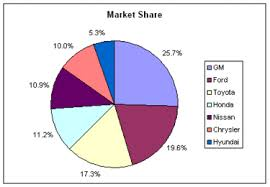 Market Share
5.3%
10.0%
25.7%
10.9%
11.2%
19.6%
17.3%
GM
Ford
Toyota
Honda
Nissan
Chrysler
Hyundai